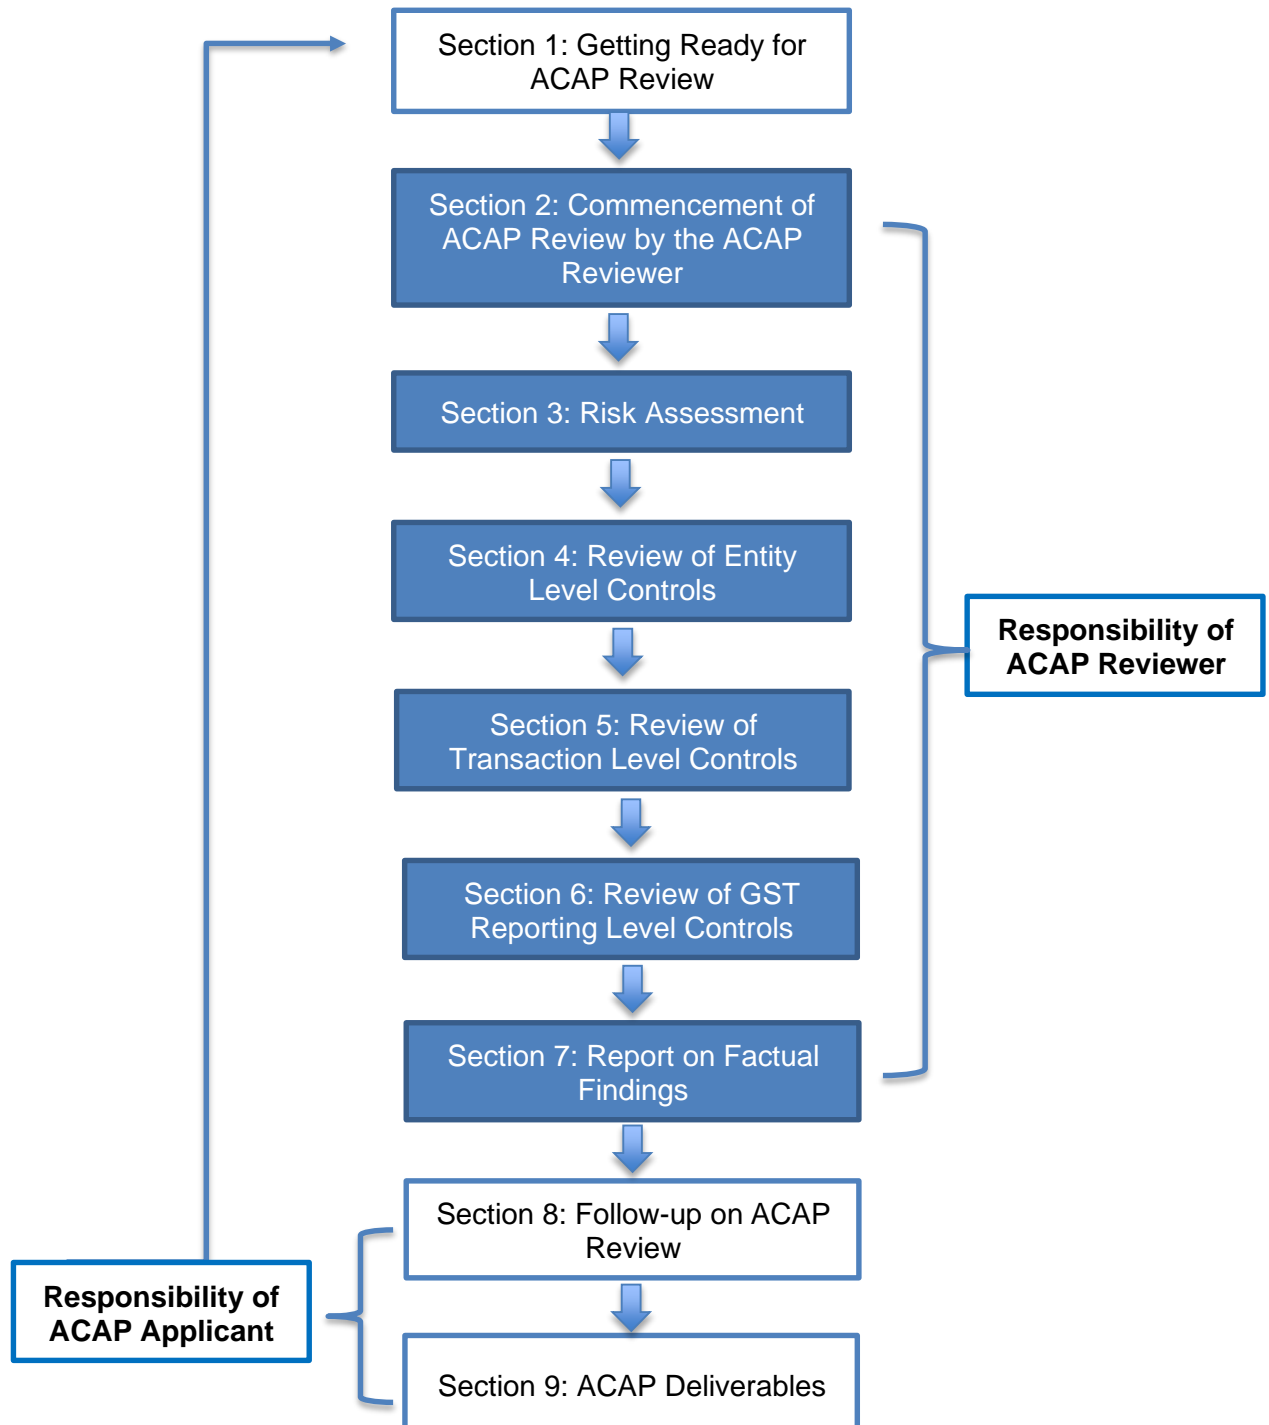 Section 1: Getting Ready for
ACAP Review
Section 2: Commencement of
ACAP Review by the ACAP
Reviewer
Section 3: Risk Assessment
Section 4: Review of Entity
Level Controls
Responsibility of
ACAP Reviewer
Section 5: Review of
Transaction Level Controls
Section 6: Review of GST
Reporting Level Controls
Section 7: Report on Factual
Findings
Section 8: Follow-up on ACAP
Review
Responsibility of
ACAP Applicant
Section 9: ACAP Deliverables